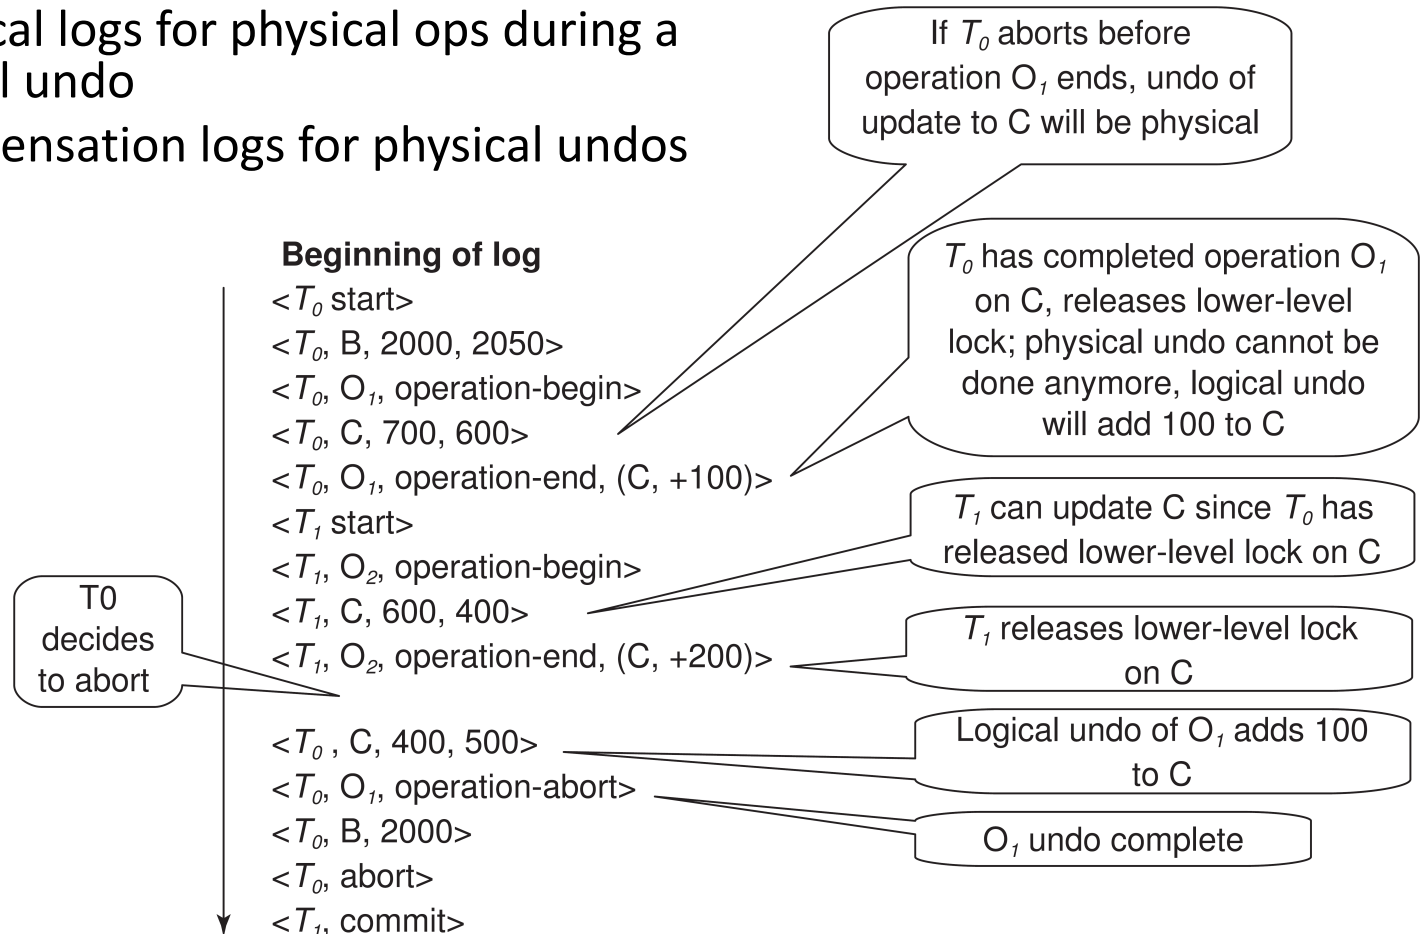 cal logs for physical ops during a
l undo
ensation logs for physical undos
If T0 aborts before
operation O1 ends, undo of
update to C will be physical
Beginning of log
<T0 start>
<T0, B, 2000, 2050>
<T0, O1, operation-begin>
<T0, C, 700, 600>
<T0, O1, operation-end, (C, +100)>
<T1 start>
<T1, O2, operation-begin>
<T1, C, 600, 400>
<T1, O2, operation-end, (C, +200)>
T0 has completed operation O1
on C, releases lower-level
lock; physical undo cannot be
done anymore, logical undo
will add 100 to C
T1 can update C since T0 has
released lower-level lock on C
T1 releases lower-level lock
on C
T0
decides
to abort
<T0 , C, 400, 500>
<T0, O1, operation-abort>
<T0, B, 2000>
<T0, abort>
<T1, commit>
Logical undo of O1 adds 100
to C
O1 undo complete